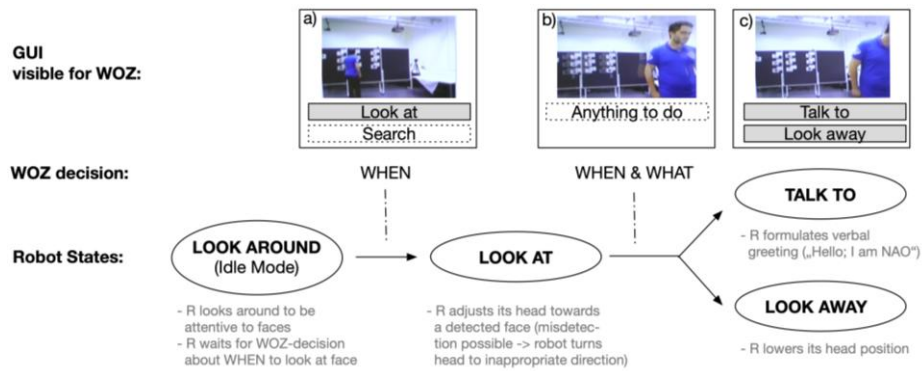 a)
b)
c)
GUI
visible for WOZ:
Look at
Search
Anything to do
Talk to
Look away
WOZ decision:
WHEN
WHEN & WHAT
Robot States:
LOOK AROUND
(Idle Mode)
LOOK AT
TALK TO
- R formulates verbal
greeting („Hello; I am NAO“)
LOOK AWAY
- R lowers its head position
- R looks around to be
attentive to faces
- R waits for WOZ-decision
about WHEN to look at face
- R adjusts its head towards
a detected face (misdetec-
tion possible -> robot turns
head to inappropriate direction)